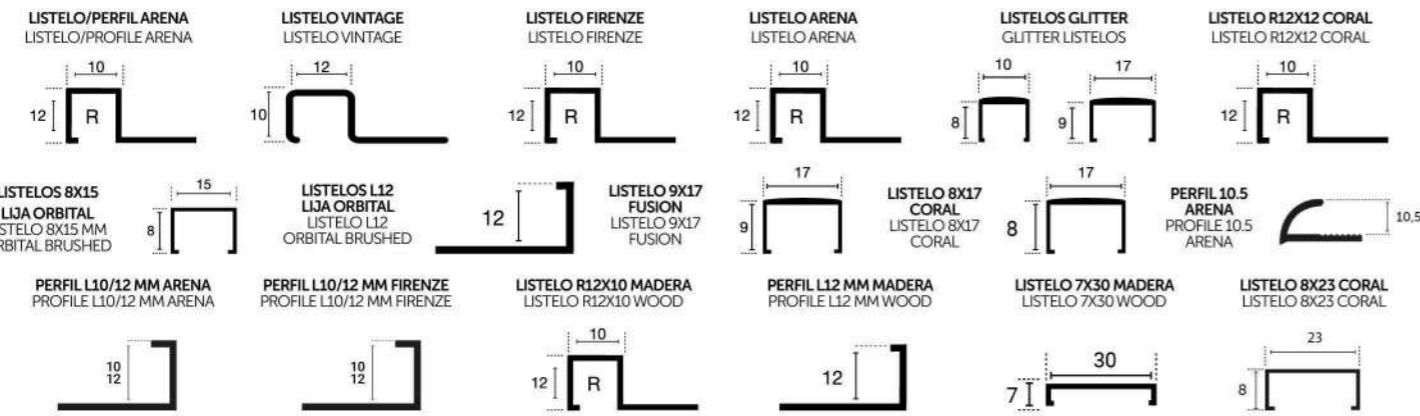 LISTELO/PERFIL ARENA
LISTELO/PROFILE ARENA
10
12
R
LISTELO VINTAGE
LISTELO VINTAGE
12
10
LISTELO FIRENZE
LISTELO FIRENZE
10
12
R
LISTELO ARENA
LISTELO ARENA
10
12
R
LISTELOS GLITTER
GLITTER LISTELOS
10
8
17
9
LISTELO R12X12 CORAL
LISTELO R12X12 CORAL
10
12
R
LISTELOS 8X15
LIJA ORBITAL
LISTELO 8X15 MM
ORBITAL BRUSHED
15
8
LISTELOS L12
LIJA ORBITAL
LISTELO L12
ORBITAL BRUSHED
12
LISTELO 9X17
FUSION
LISTELO 9X17
FUSION
17
9
LISTELO 8X17
CORAL
LISTELO 8X17
CORAL
17
8
PERFIL 10.5
ARENA
PROFILE 10.5
ARENA
10,5
PERFIL L10/12 MM ARENA
PROFILE L10/12 MM ARENA
10
12
PERFIL L10/12 MM FIRENZE
PROFILE L10/12 MM FIRENZE
10
12
LISTELO R12X10 MADERA
LISTELO R12X10 WOOD
10
12
R
PERFIL L12 MM MADERA
PROFILE L12 MM WOOD
12
LISTELO 7X30 MADERA
LISTELO 7X30 WOOD
30
7
LISTELO 8X23 CORAL
LISTELO 8X23 CORAL
23
8